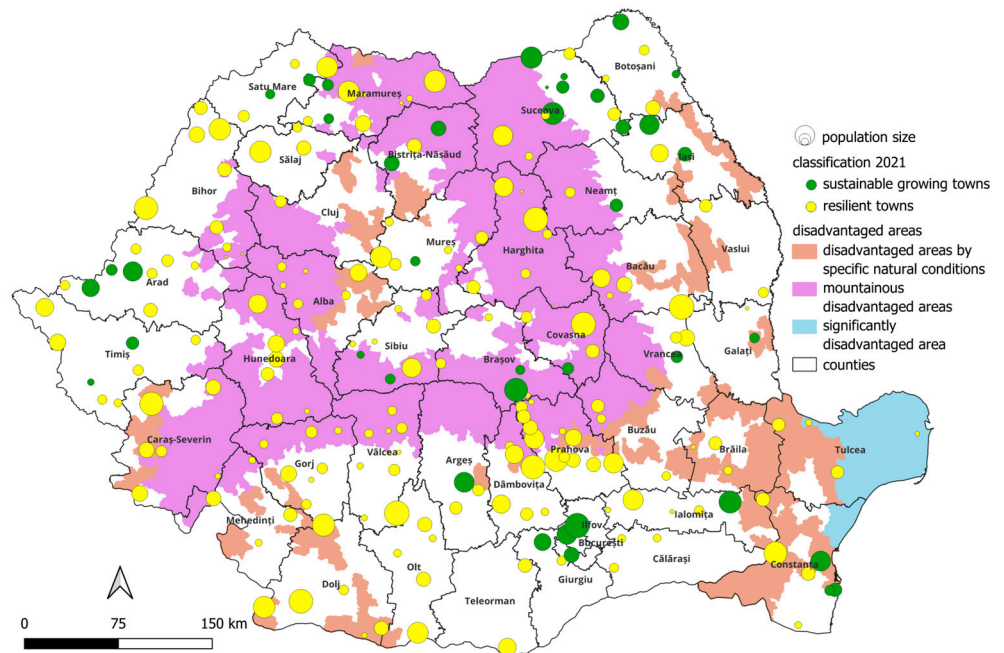 Botoșani
Satu Mare
Maramureș
Suceava
Bistrița-Năsăud
Iași
Sălaj
Bihor
Neamț
Cluj
Mureș
Harghita
Vaslui
Bacău
Arad
Alba
Covasna
Sibiu
Timiș
Hunedoara
Brașov
Vrancea
Galați
Caraș-Severin
Buzău
Vâlcea
Prahova
Brăila
Tulcea
Gorj
Argeș
Dâmbovița
Mehedinți
Ialomița
Ilfov
București
Călărași
Constanța
Olt
Dolj
Giurgiu
Teleorman
population size
classification 2021
sustainable growing towns
resilient towns
disadvantaged areas
disadvantaged areas by
specific natural conditions
mountainous
disadvantaged areas
significantly
disadvantaged area
counties
0 75 150 km